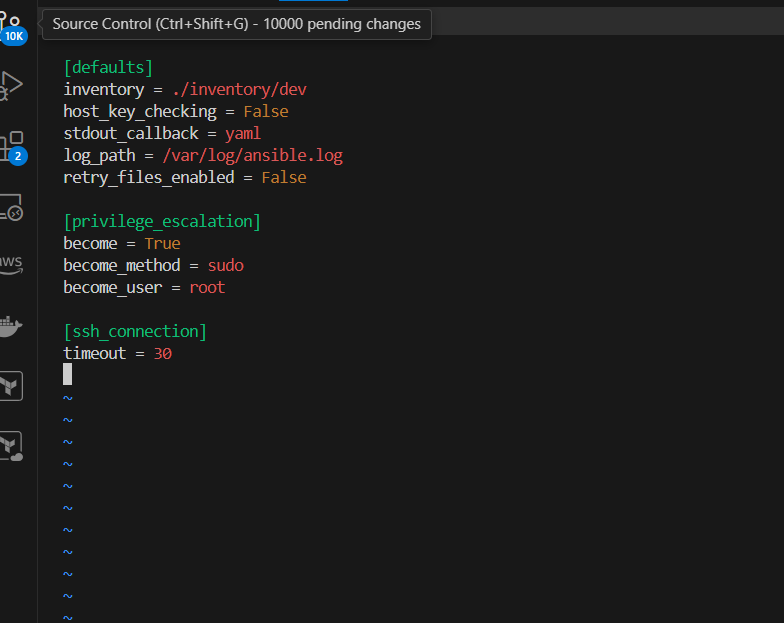 Source Control (Ctrl+Shift+G) - 10000 pending changes
10K
[defaults]
inventory = ./inventory/dev
host_key_checking = False
stdout_callback = yaml
log_path = /var/log/ansible.log
2
retry_files_enabled = False
[privilege_escalation]
become = True
aws
become_method = sudo
become_user = root
[ssh_connection]
timeout = 30
~
~
~
~
~
~
~
~
~
~
~